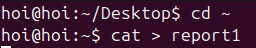 hoi@hoi:~/Desktop$ cd ~
hoi@hoi:~$ cat > report1